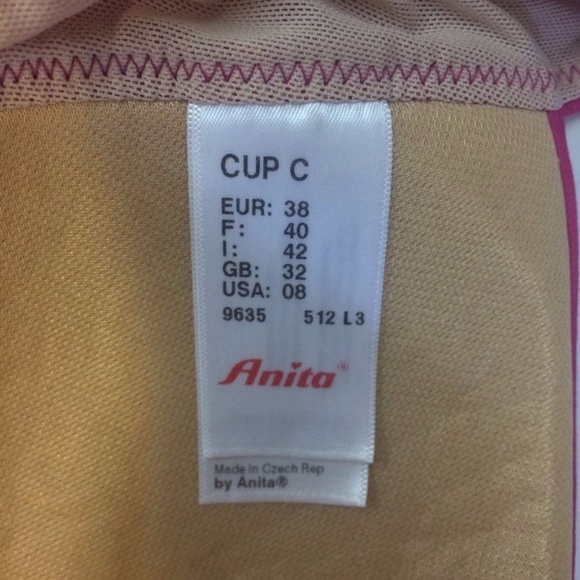 CUP C
EUR: 38
F: 40
I: 42
GB: 32
USA: 08
9635 512 L3
Anita®
Made in Czech Rep
by Anita®